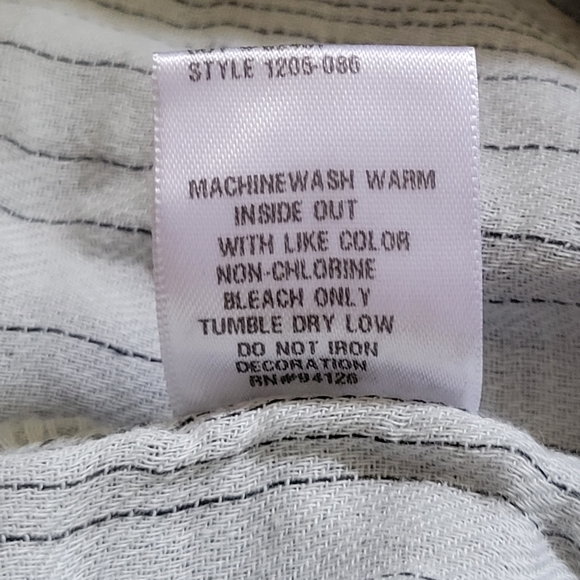 STYLE 1206-086
MACHINEWASH WARM
INSIDE OUT
WITH LIKE COLOR
NON-CHLORINE
BLEACH ONLY
TUMBLE DRY LOW
DO NOT IRON
DECORATION
RN#94126